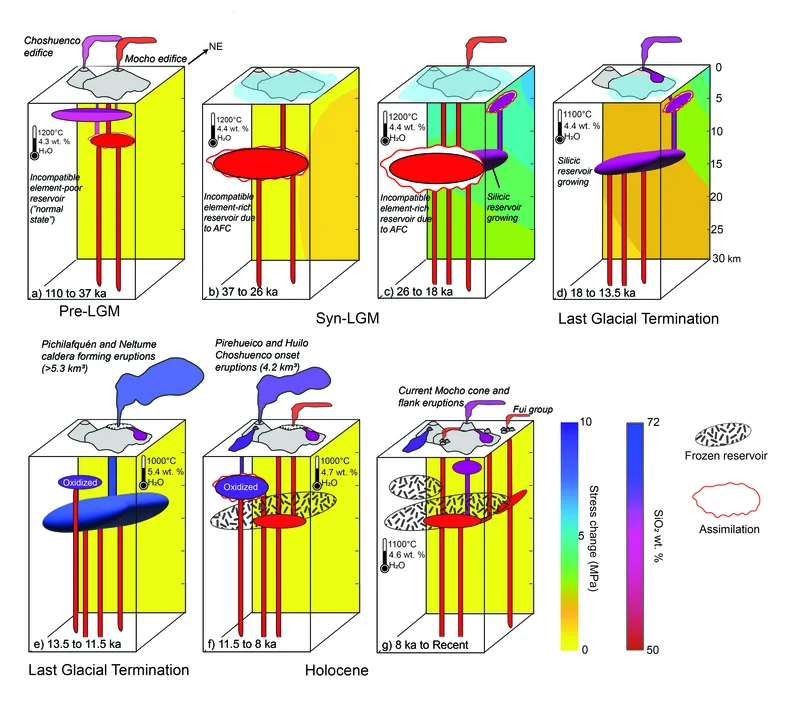 Choshuenco
edifice
Mocho edifice
NE
1200°C
4.3 wt. %
H₂O
Incompatible
element-poor
reservoir
("normal
state")
a) 110 to 37 ka
Pre-LGM
1200°C
4.4 wt. %
H₂O
Incompatible
element-rich
reservoir due
to AFC
b) 37 to 26 ka
Syn-LGM
1200°C
4.4 wt. %
H₂O
Incompatible
element-rich
reservoir due
to AFC
Silicic
reservoir
growing
c) 26 to 18 ka
1100°C
4.4 wt. %
H₂O
Silicic
reservoir
growing
d) 18 to 13.5 ka
Last Glacial Termination
0
5
10
15
20
25
30 km
Pichilafquén and Neltume
caldera forming eruptions
(>5.3 km³)
1000°C
5.4 wt. %
H₂O
Oxidized
e) 13.5 to 11.5 ka
Last Glacial Termination
Pirehueico and Huilo
Choshuenco onset
eruptions (4.2 km³)
1000°C
4.7 wt. %
H₂O
Oxidized
f) 11.5 to 8 ka
Holocene
Current Mocho cone and
flank eruptions
Fui group
1100°C
4.6 wt. %
H₂O
g) 8 ka to Recent
10
5
0
Stress change (MPa)
72
50
SIO₂ wt. %
Frozen reservoir
Assimilation